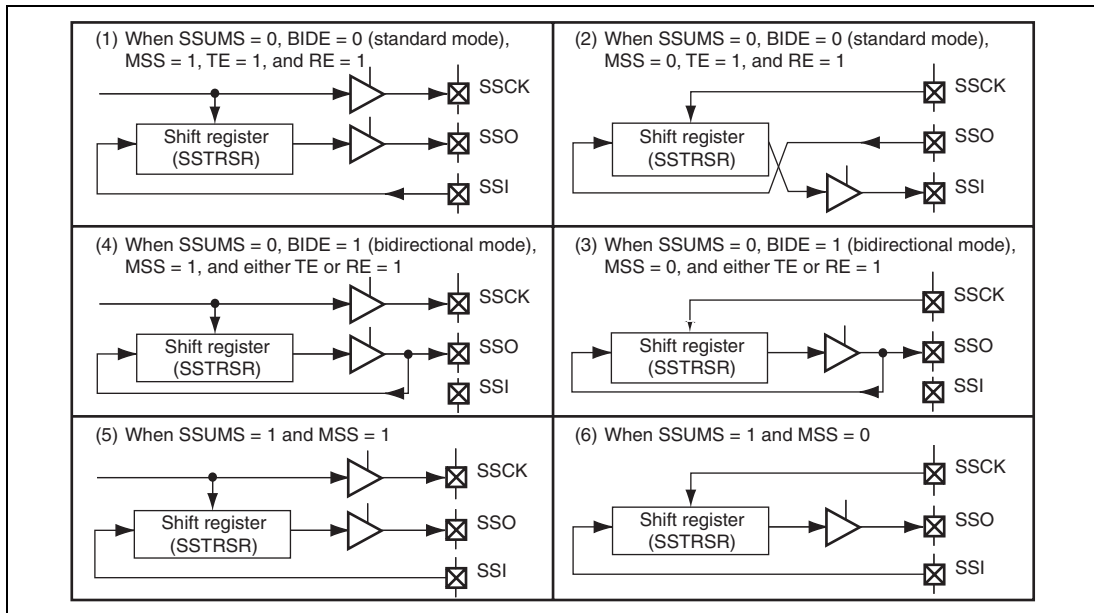 (1) When SSUMS = 0, BIDE = 0 (standard mode),
MSS = 1, TE = 1, and RE = 1
SSCK
Shift register
(SSTRSR)
SSO
SSI
(2) When SSUMS = 0, BIDE = 0 (standard mode),
MSS = 0, TE = 1, and RE = 1
SSCK
Shift register
(SSTRSR)
SSO
SSI
(4) When SSUMS = 0, BIDE = 1 (bidirectional mode),
MSS = 1, and either TE or RE = 1
SSCK
Shift register
(SSTRSR)
SSO
SSI
(3) When SSUMS = 0, BIDE = 1 (bidirectional mode),
MSS = 0, and either TE or RE = 1
SSCK
Shift register
(SSTRSR)
SSO
SSI
(5) When SSUMS = 1 and MSS = 1
SSCK
Shift register
(SSTRSR)
SSO
SSI
(6) When SSUMS = 1 and MSS = 0
SSCK
Shift register
(SSTRSR)
SSO
SSI